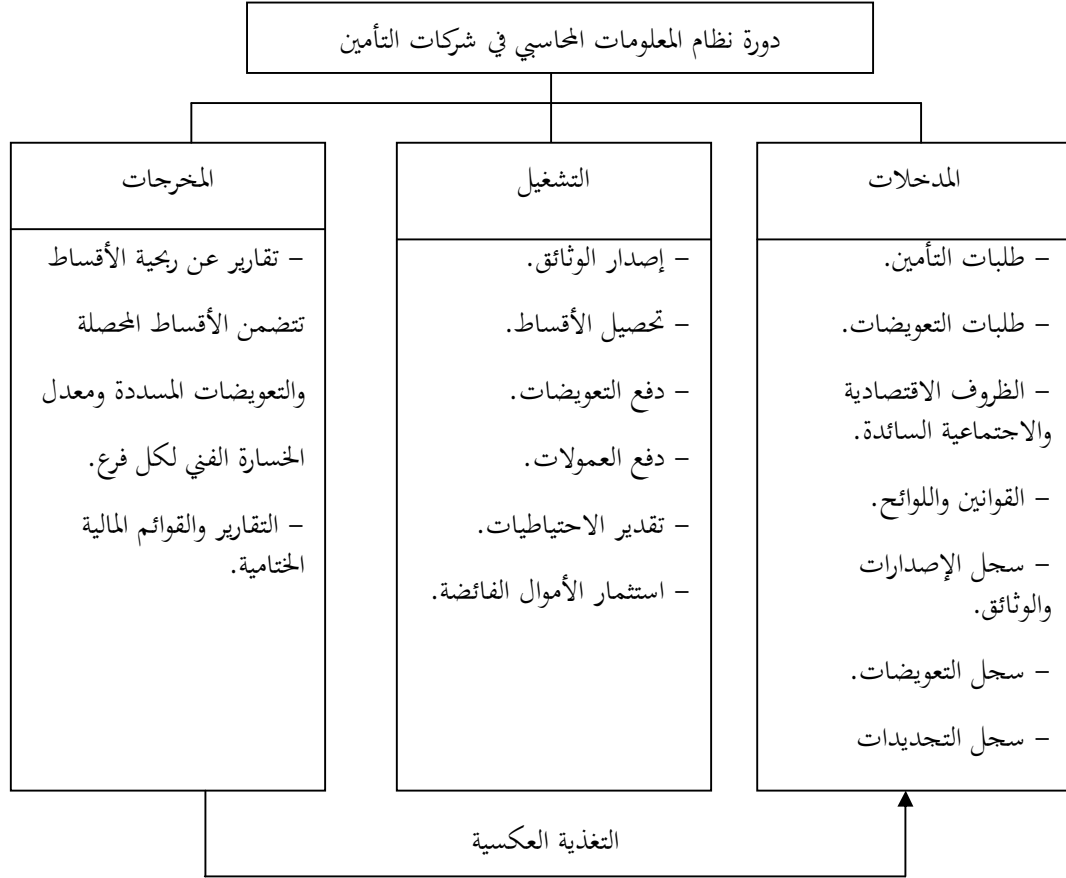 دورة نظام المعلومات المحاسبي في شركات التأمين
المدخلات
– طلبات التأمين.
– طلبات التعويضات.
– الظروف الاقتصادية
والاجتماعية السائدة.
– القوانين واللوائح.
– سجل الإصدارات
والوثائق.
– سجل التعويضات.
– سجل التجديدات
التشغيل
– إصدار الوثائق.
– تحصيل الأقساط.
– دفع التعويضات.
– دفع العمولات.
– تقدير الاحتياطيات.
– استثمار الأموال الفائضة.
المخرجات
– تقارير عن ربحية الأقساط
تتضمن الأقساط المحصلة
والتعويضات المسددة ومعدل
الخسارة الفني لكل فرع.
– التقارير والقوائم المالية
الختامية.
التغذية العكسية